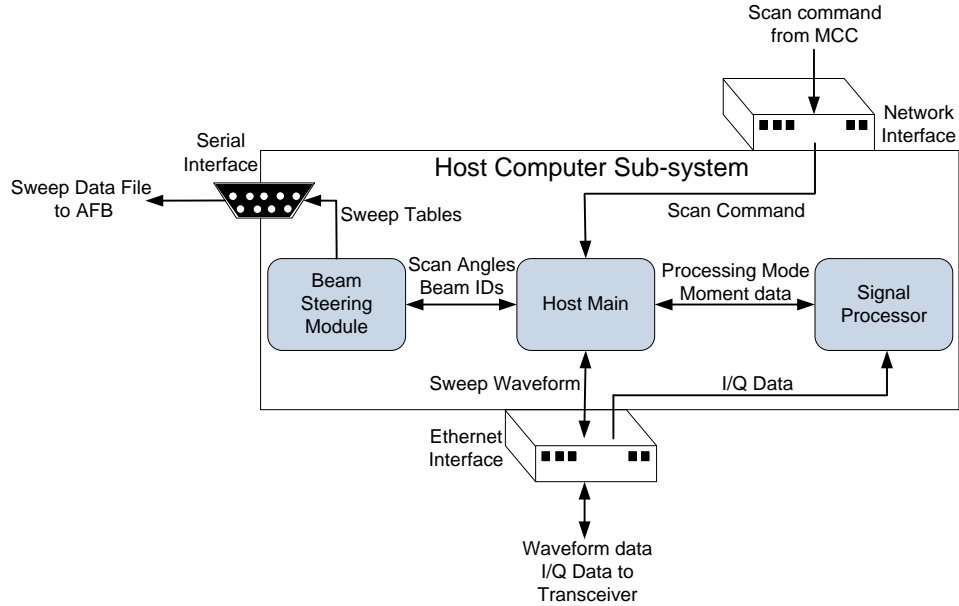 Scan command
from MCC
Network
Interface
Serial
Interface
Host Computer Sub-system
Sweep Data File
to AFB
Sweep Tables
Scan Command
Beam
Steering
Module
Scan Angles
Beam IDs
Host Main
Processing Mode
Moment data
Signal
Processor
Sweep Waveform
I/Q Data
Ethernet
Interface
Waveform data
I/Q Data to
Transceiver